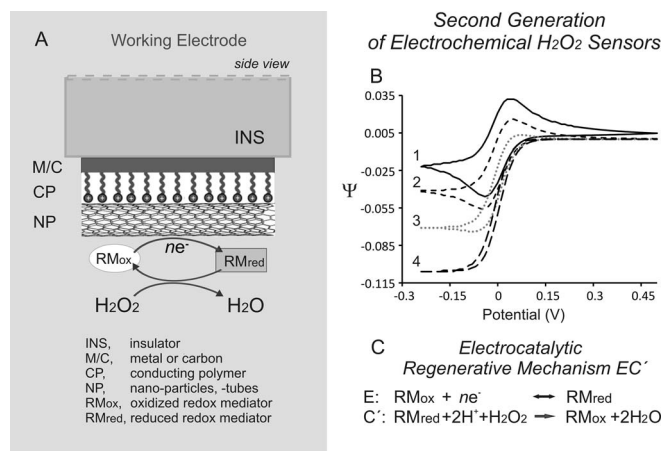 A
Working Electrode
side view
INS
M/C
CP
NP
ne-
RMox
RMred
H2O2
H2O
INS, insulator
M/C, metal or carbon
CP, conducting polymer
NP, nano-particles, -tubes
RMox, oxidized redox mediator
RMred, reduced redox mediator
Second Generation
of Electrochemical H2O2 Sensors
B
0.035
0.005
-0.025
-0.055
-0.085
-0.115
Ψ
1
2
3
4
-0.3 -0.15 0 0.15 0.3 0.45
Potential (V)
C Electrocatalytic
Regenerative Mechanism EC´
E: RMox + ne- ↔ RMred
C´: RMred+2H++H2O2 → RMox +2H2O